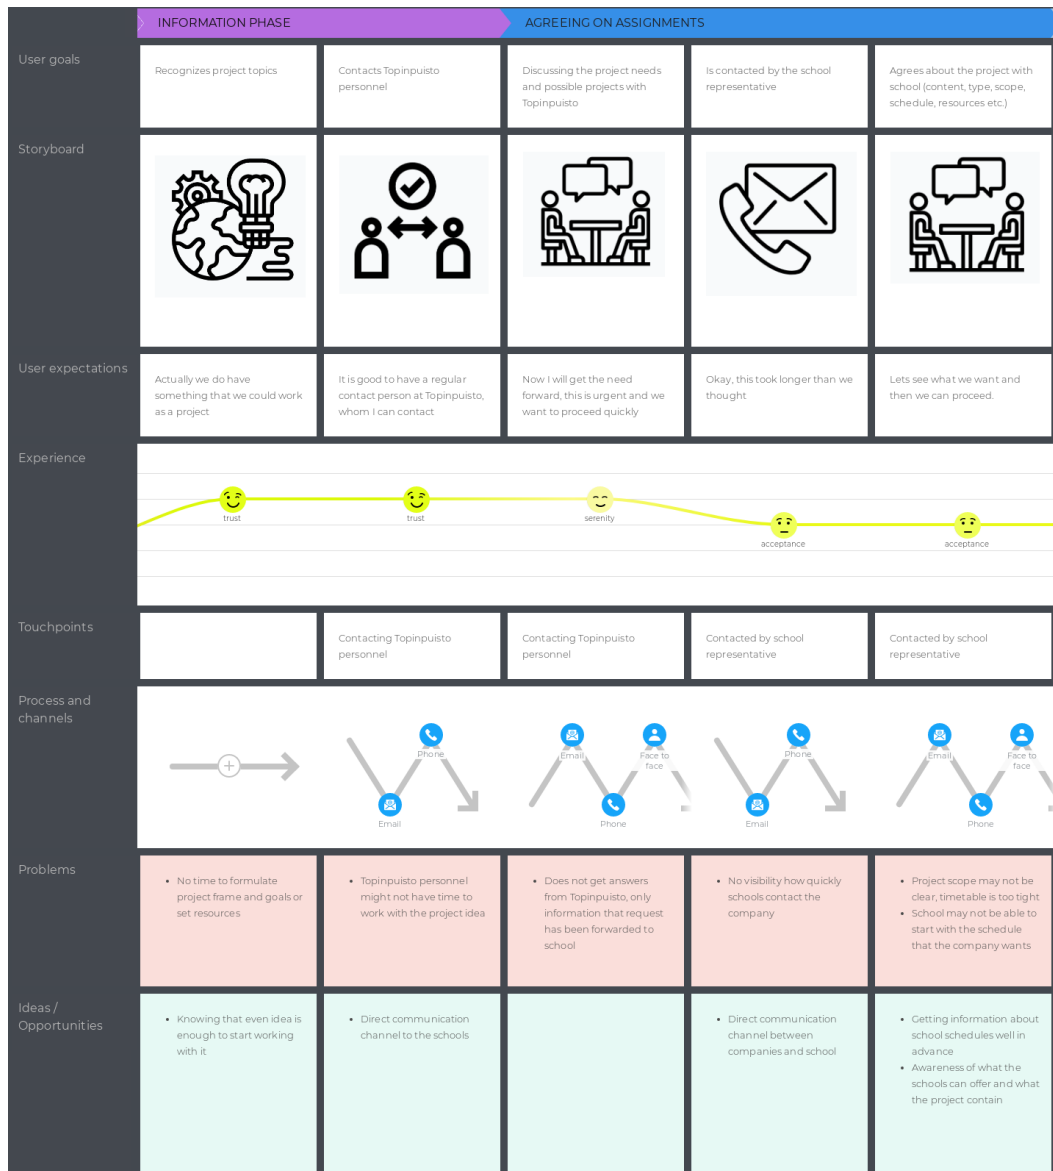 INFORMATION PHASE
AGREEING ON ASSIGNMENTS
User goals
Recognizes project topics
Contacts Topinpuisto
personnel
Discussing the project needs
and possible projects with
Topinpuisto
Is contacted by the school
representative
Agrees about the project with
school (content, type, scope,
schedule, resources etc.)
Storyboard
User expectations
Actually we do have
something that we could work
as a project
It is good to have a regular
contact person at Topinpuisto,
whom I can contact
Now I will get the need
forward, this is urgent and we
want to proceed quickly
Okay, this took longer than we
thought
Lets see what we want and
then we can proceed.
Experience
trust
trust
serenity
acceptance
acceptance
Touchpoints
Contacting Topinpuisto
personnel
Contacting Topinpuisto
personnel
Contacted by school
representative
Contacted by school
representative
Process and
channels
Phone
Email
Email
Face to
face
Phone
Phone
Email
Email
Face to
face
Phone
Problems
• No time to formulate
project frame and goals or
set resources
• Topinpuisto personnel
might not have time to
work with the project idea
• Does not get answers
from Topinpuisto, only
information that request
has been forwarded to
school
• No visibility how quickly
schools contact the
company
• Project scope may not be
clear, timetable is too tight
• School may not be able to
start with the schedule
that the company wants
Ideas /
Opportunities
• Knowing that even idea is
enough to start working
with it
• Direct communication
channel to the schools
• Direct communication
channel between
companies and school
• Getting information about
school schedules well in
advance
• Awareness of what the
schools can offer and what
the project contain